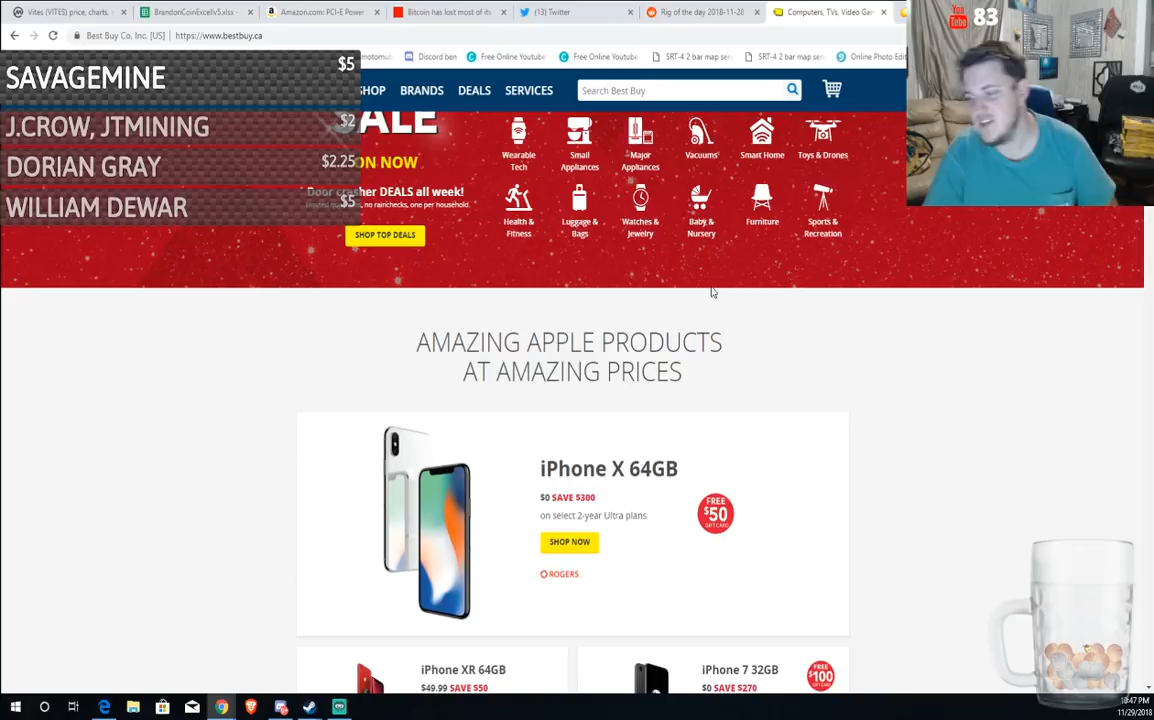 Vites (VITES) price, charts,
BrandonCoinExcellv5.xlsx -
Amazon.com: PCI-E Power
Bitcoin has lost most of its
(13) Twitter
Rig of the day 2018-11-28
Computers, TVs, Video Gam
Best Buy Co, Inc. [US] | https://www.bestbuy.ca
You Tube 83
Discord ben
Free Online Youtube
Free Online Youtube
SRT-4 2 bar map sen
SRT-4 2 bar map sen
Online Photo Edit
SAVAGEMINE $5
J.CROW, JTMINING $2
DORIAN GRAY $2.25
WILLIAM DEWAR $5
SHOP BRANDS DEALS SERVICES
Search Best Buy
ALE
ON NOW
Door crasher DEALS all week!
no rainchecks, one per household.
SHOP TOP DEALS
Wearable Tech
Small Appliances
Major Appliances
Vacuums
Smart Home
Toys & Drones
Health & Fitness
Luggage & Bags
Watches & Jewelry
Baby & Nursery
Furniture
Sports & Recreation
AMAZING APPLE PRODUCTS
AT AMAZING PRICES
iPhone X 64GB
$0 SAVE $300
on select 2-year Ultra plans
FREE $50 GIFT CARD
SHOP NOW
ROGERS
iPhone XR 64GB
$49.99 SAVE $50
iPhone 7 32GB
$0 SAVE $270
FREE $100
10:47 PM
11/29/2018